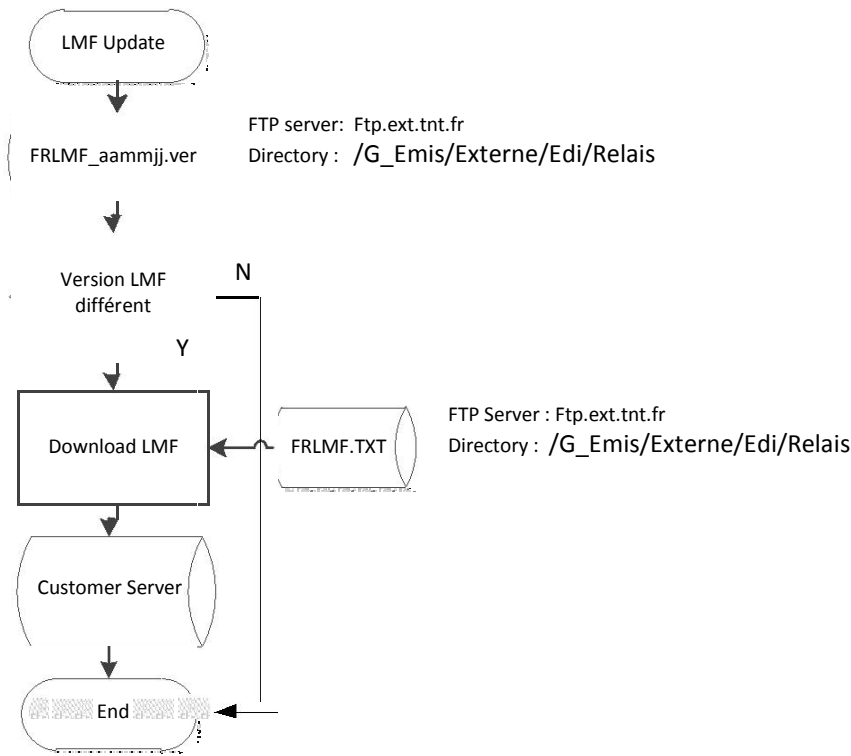 LMF Update
FTP server: Ftp.ext.tnt.fr
FRLMF_aammjj.ver
Directory : /G_Emis/Externe/Edi/Relais
Version LMF
différent
N
Y
Download LMF
FRLMF.TXT
FTP Server : Ftp.ext.tnt.fr
Directory : /G_Emis/Externe/Edi/Relais
Customer Server
End